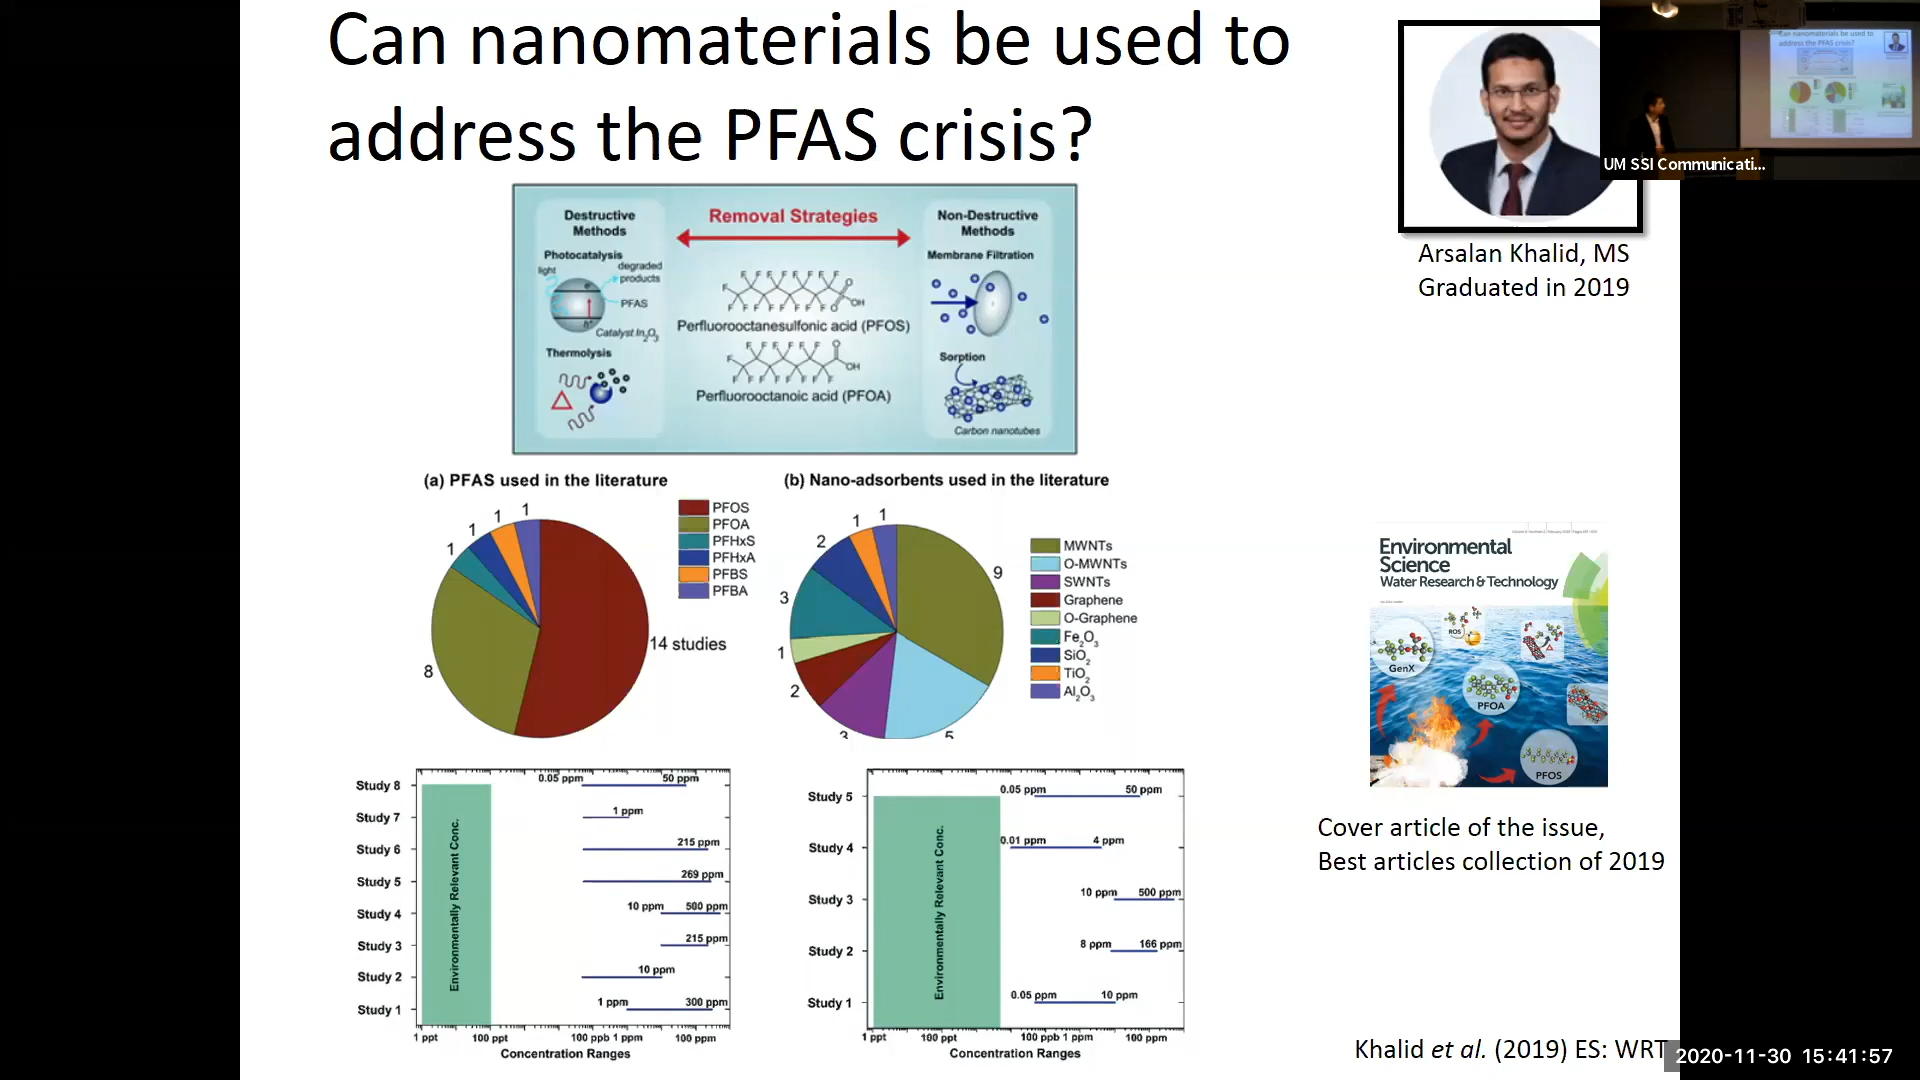 Can nanomaterials be used to
address the PFAS crisis?
Destructive
Methods
Photocatalysis
light
degraded
products
e-
PFAS
h+
Catalyst In2O3
Thermolysis
Removal Strategies
F F F F F F F
F
O
OH
F F F F F F F O
Perfluorooctanesulfonic acid (PFOS)
F F F F F F
O
F
OH
F F F F F F F
Perfluorooctanoic acid (PFOA)
Non-Destructive
Methods
Membrane Filtration
Sorption
Carbon nanotubes
Arsalan Khalid, MS
Graduated in 2019
UM SSI Communicati...
Can nanomaterials be used to
address the PFAS crisis?
(a) PFAS used in the literature
1
1
1
1
8
14 studies
PFOS
PFOA
PFHxS
PFHxA
PFBS
PFBA
(b) Nano-adsorbents used in the literature
1
1
2
3
1
2
3
5
9
MWNTs
O-MWNTs
SWNTs
Graphene
O-Graphene
Fe2O3
SiO2
TiO2
Al2O3
Study 8
0.05 ppm 50 ppm
Study 7
1 ppm
Study 6
215 ppm
Study 5
269 ppm
Study 4
10 ppm 500 ppm
Study 3
215 ppm
Study 2
10 ppm
Study 1
1 ppm 300 ppm
Environmentally Relevant Conc.
1 ppt 100 ppt 100 ppb 1 ppm 100 ppm
Concentration Ranges
Study 5
0.05 ppm 50 ppm
Study 4
0.01 ppm 4 ppm
Study 3
10 ppm 500 ppm
Study 2
8 ppm 166 ppm
Study 1
0.05 ppm 10 ppm
Environmentally Relevant Conc.
1 ppt 100 ppt 100 ppb 1 ppm 100 ppm
Concentration Ranges
Environmental
Science
Water Research & Technology
ROS
GenX
PFOA
PFOS
Cover article of the issue,
Best articles collection of 2019
Khalid et al. (2019) ES: WRT
2020-11-30 15:41:57